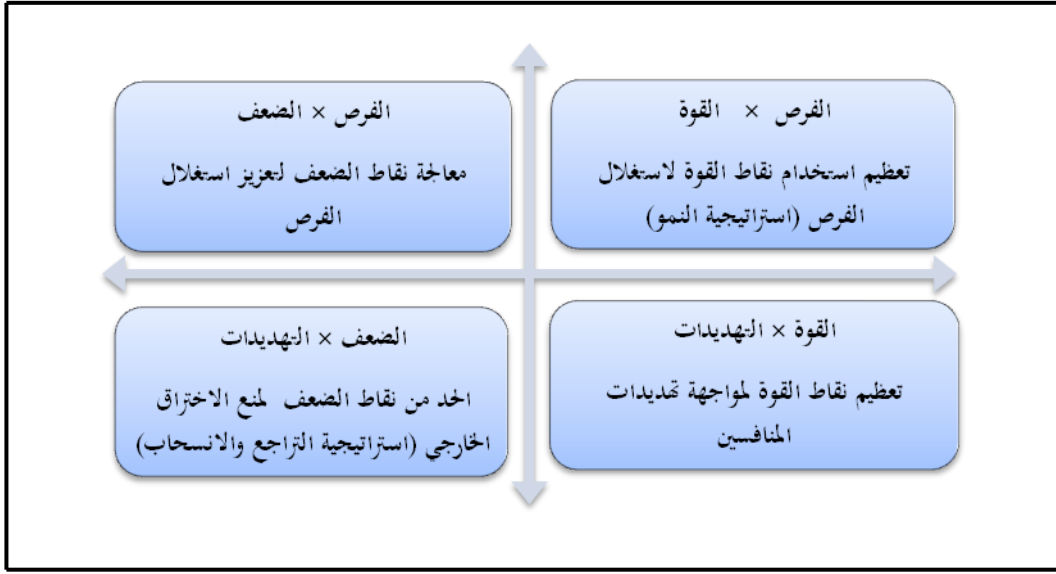 الفرص × القوة
تعظيم استخدام نقاط القوة لاستغلال
الفرص (استراتيجية النمو)
الفرص × الضعف
معالجة نقاط الضعف لتعزيز استغلال
الفرص
القوة × التهديدات
تعظيم نقاط القوة لمواجهة تهديدات
المنافسين
الضعف × التهديدات
الحد من نقاط الضعف لمنع الاختراق
الخارجي (استراتيجية التراجع والانسحاب)